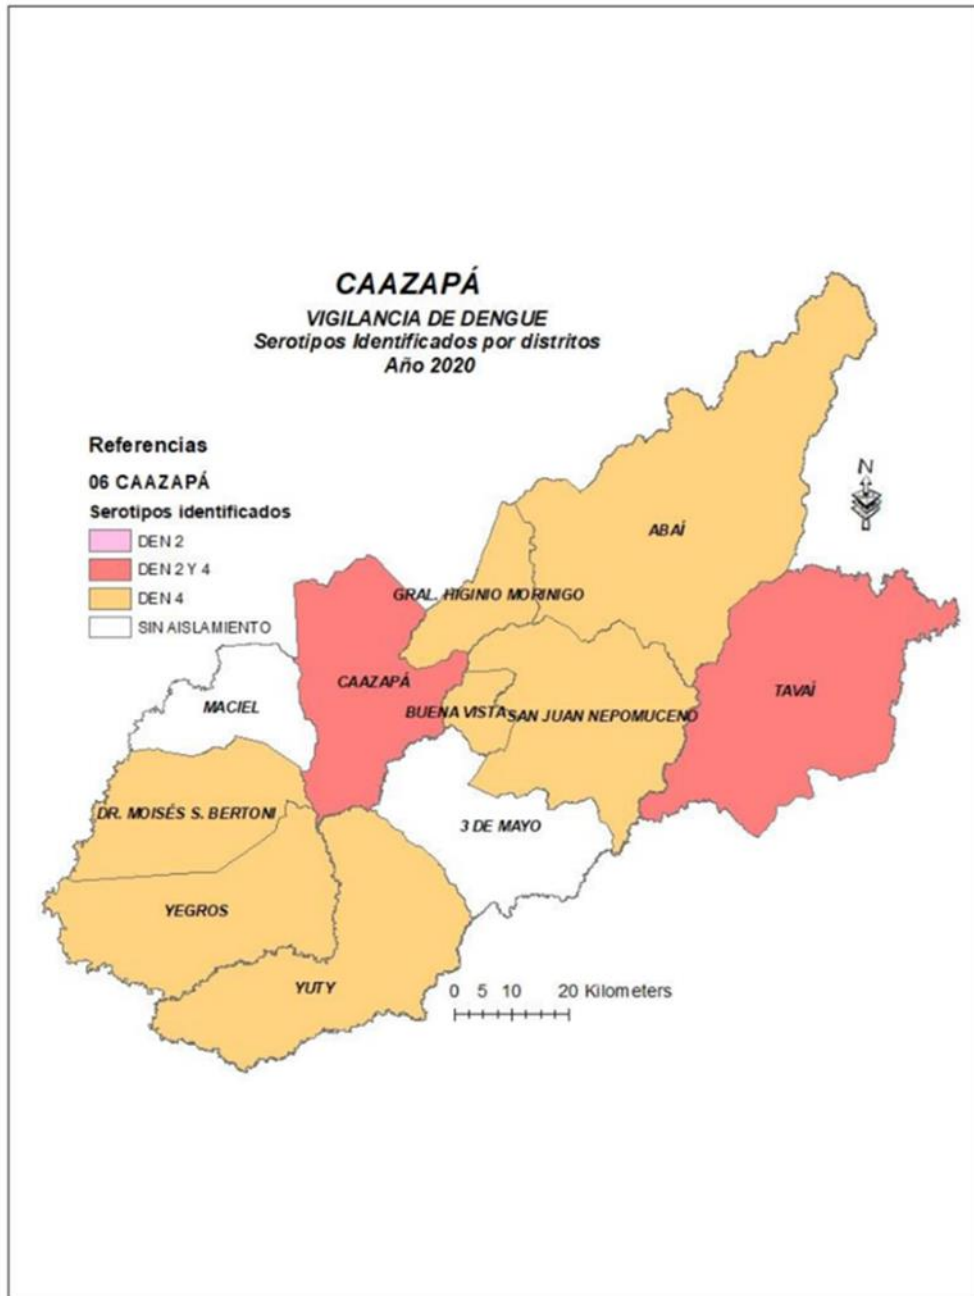 CAAZAPÁ
VIGILANCIA DE DENGUE
Serotipos Identificados por distritos
Año 2020
Referencias
06 CAAZAPÁ
Serotipos identificados
DEN 2
DEN 2 Y 4
DEN 4
SIN AISLAMIENTO
N
ABAÍ
GRAL. HIGINIO MORINIGO
CAAZAPÁ
TAVAÍ
MACIEL
BUENA VISTA
SAN JUAN NEPOMUCENO
DR. MOISÉS S. BERTONI
3 DE MAYO
YEGROS
YUTY
0 5 10 20 Kilometers